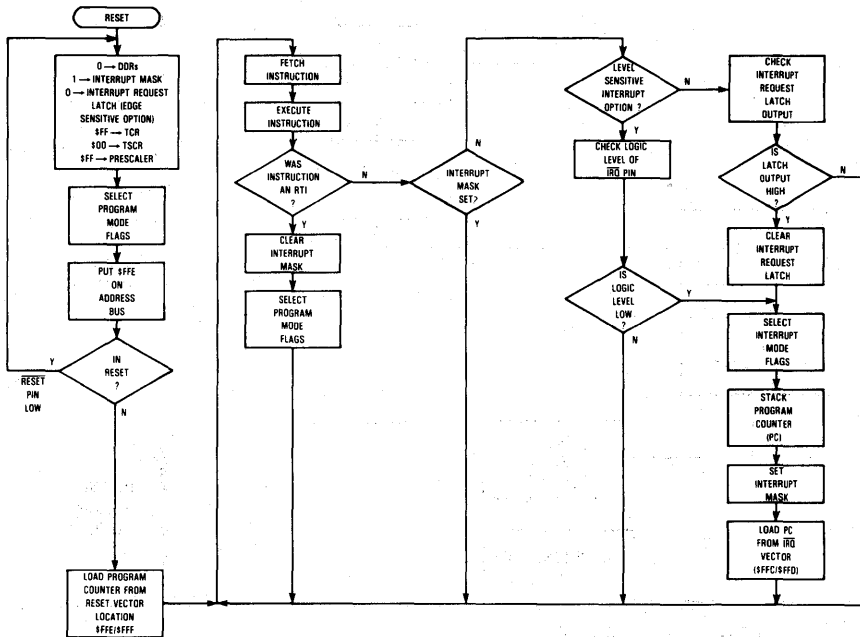 RESET
0 → DDRs
1 → INTERRUPT MASK
0 → INTERRUPT REQUEST
LATCH (EDGE
SENSITIVE OPTION)
$FF → TCR
$00 → TSCR
$FF → PRESCALER
SELECT
PROGRAM
MODE
FLAGS
PUT $FFE
ON
ADDRESS
BUS
IN
RESET
?
Y
RESET
PIN
LOW
N
LOAD PROGRAM
COUNTER FROM
RESET VECTOR
LOCATION
$FFE/$FFF
FETCH
INSTRUCTION
EXECUTE
INSTRUCTION
WAS
INSTRUCTION
AN RTI
?
N
Y
CLEAR
INTERRUPT
MASK
SELECT
PROGRAM
MODE
FLAGS
INTERRUPT
MASK
SET?
N
Y
LEVEL
SENSITIVE
INTERRUPT
OPTION ?
N
Y
CHECK LOGIC
LEVEL OF
IRQ PIN
IS
LOGIC
LEVEL
LOW
?
Y
N
CHECK
INTERRUPT
REQUEST
LATCH
OUTPUT
IS
LATCH
OUTPUT
HIGH
?
N
Y
CLEAR
INTERRUPT
REQUEST
LATCH
SELECT
INTERRUPT
MODE
FLAGS
STACK
PROGRAM
COUNTER
(PC)
SET
INTERRUPT
MASK
LOAD PC
FROM IRQ
VECTOR
($FFC/$FFD)